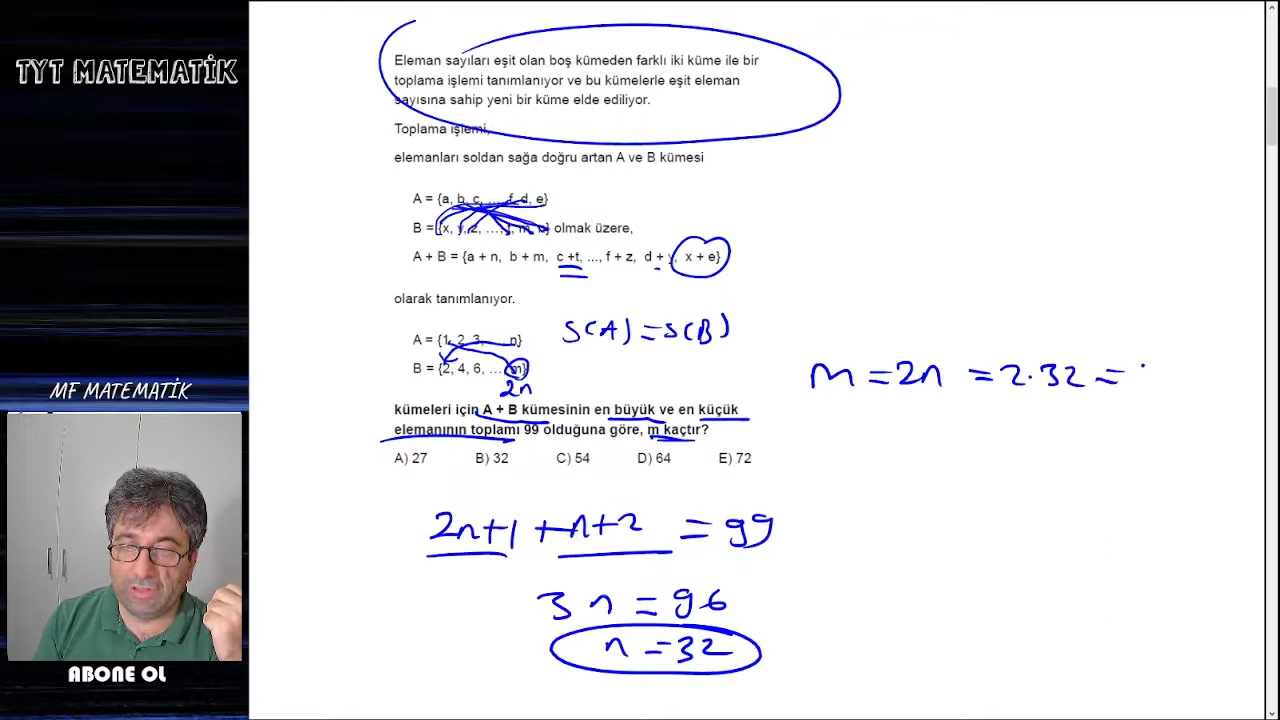 TYT MATEMATİK
Eleman sayıları eşit olan boş kümeden farklı iki küme ile bir
toplama işlemi tanımlanıyor ve bu kümelerle eşit eleman
sayısına sahip yeni bir küme elde ediliyor.
Toplama işlemi,
elemanları soldan sağa doğru artan A ve B kümesi
A = {a, b, c, ..., f, d, e}
B = {x, y, z, ..., t, m, n} olmak üzere,
A + B = {a + n, b + m, c +t, ..., f + z, d + y, x + e}
olarak tanımlanıyor.
S(A) = S(B)
A = {1, 2, 3, ... n}
B = {2, 4, 6, ... m}
2n
m = 2n = 2.32 =
MF MATEMATİK
kümeleri için A + B kümesinin en büyük ve en küçük
elemanının toplamı 99 olduğuna göre, m kaçtır?
A) 27 B) 32 C) 54 D) 64 E) 72
2n+1 +n+2 = 99
3n = 96
n = 32
ABONE OL